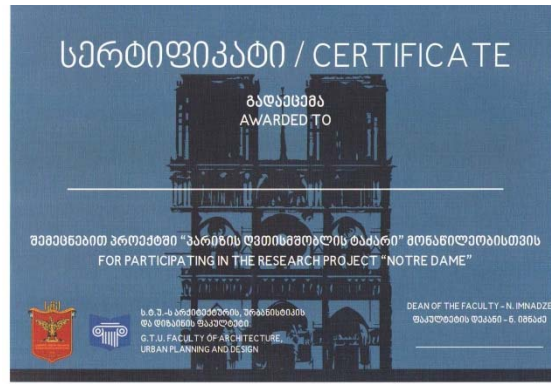 ᲡᲔᲠᲢᲘᲤᲘᲙᲐᲢᲘ / CERTIFICATE
ᲒᲐᲓᲐᲔᲪᲔᲛᲐ
AWARDED TO
ᲨᲔᲛᲔᲪᲜᲔᲑᲘᲗ ᲞᲠᲝᲔᲥᲢᲨᲘ “ᲞᲐᲠᲘᲖᲘᲡ ᲦᲕᲗᲘᲡᲛᲨᲝᲑᲚᲘᲡ ᲢᲐᲫᲐᲠᲘ” ᲛᲝᲜᲐᲬᲘᲚᲔᲝᲑᲘᲡᲗᲕᲘᲡ
FOR PARTICIPATING IN THE RESEARCH PROJECT “NOTRE DAME”
Ს.Ტ.Უ.-Ს ᲐᲠᲥᲘᲢᲔᲥᲢᲣᲠᲘᲡ, ᲣᲠᲑᲐᲜᲘᲡᲢᲘᲙᲘᲡ
ᲓᲐ ᲓᲘᲖᲐᲘᲜᲘᲡ ᲤᲐᲙᲣᲚᲢᲔᲢᲘ
G.T.U. FACULTY OF ARCHITECTURE,
URBAN PLANNING AND DESIGN
DEAN OF THE FACULTY - N. IMNADZE
ᲤᲐᲙᲣᲚᲢᲔᲢᲘᲡ ᲓᲔᲙᲐᲜᲘ - Ნ. ᲘᲛᲜᲐᲫᲔ